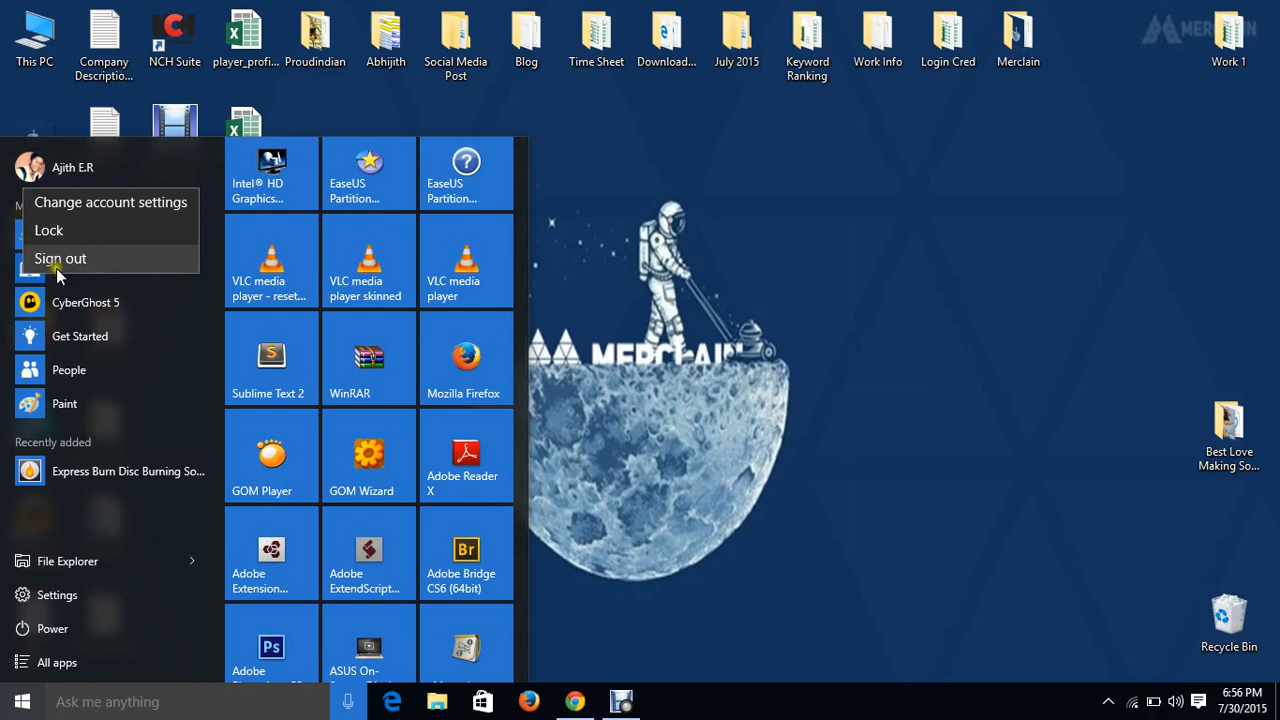 This PC
Company
Descriptio...
NCH Suite
player_profi...
Proudindian
Abhijith
Social Media
Post
Blog
Time Sheet
Download...
July 2015
Keyword
Ranking
Work Info
Login Cred
Merclain
MERCLAIN
Work 1
Ajith E.R
Change account settings
Lock
Sign out
CyberGhost 5
Get Started
People
Paint
Recently added
Express Burn Disc Burning So...
File Explorer
Settings
Power
All apps
Intel® HD
Graphics...
EaseUS
Partition...
EaseUS
Partition...
VLC media
player - reset...
VLC media
player skinned
VLC media
player
Sublime Text 2
WinRAR
Mozilla Firefox
GOM Player
GOM Wizard
Adobe Reader
X
Adobe
Extension...
Adobe
ExtendScript...
Br
Adobe Bridge
CS6 (64bit)
Ps
Adobe
ASUS On-
MERCLAIN
Best Love
Making So...
Recycle Bin
Ask me anything
6:56 PM
7/30/2015